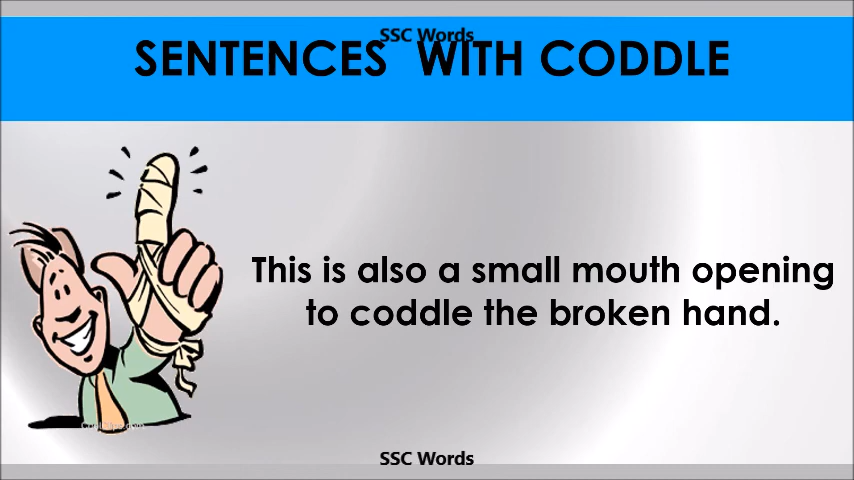 SSC Words
SENTENCES WITH CODDLE
This is also a small mouth opening
to coddle the broken hand.
SSC Words